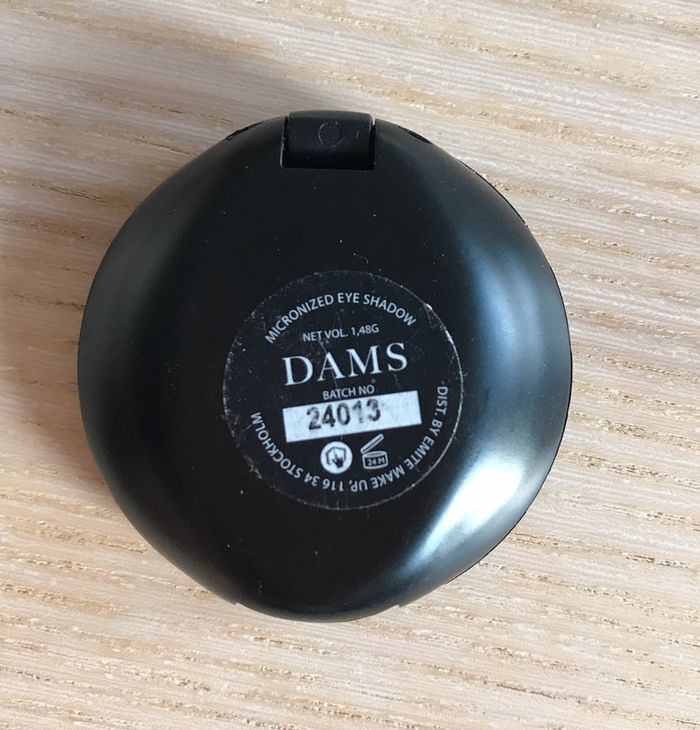 MICRONIZED EYE SHADOW
NET VOL. 1,48G
DAMS
BATCH NO
24013
24 M
DIST. BY EMITE MAKE UP, 116 34 STOCKHOLM